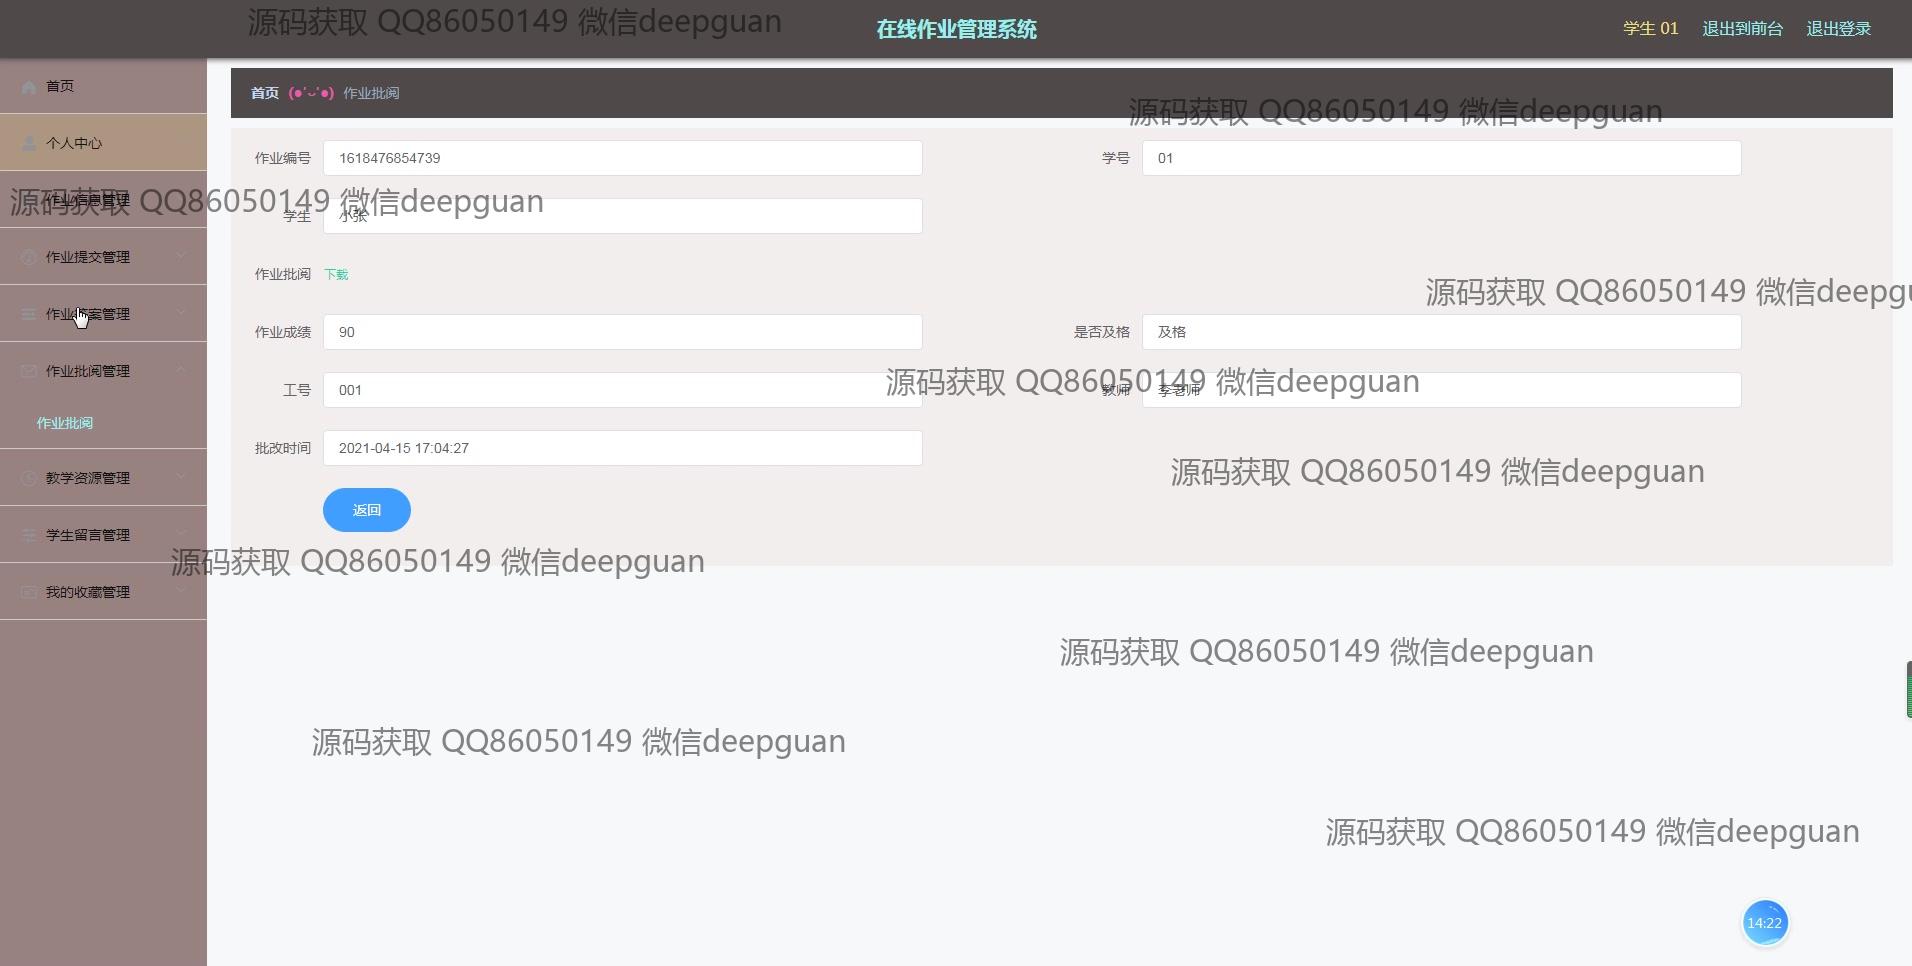 源码获取 QQ86050149 微信deepguan
在线作业管理系统
学生 01 退出到前台 退出登录
首页
个人中心
作业信息管理
作业提交管理
作业答案管理
作业批阅管理
作业批阅
教学资源管理
学生留言管理
我的收藏管理
首页 (●'◡'●) 作业批阅
源码获取 QQ86050149 微信deepguan
作业编号 1618476854739 学号 01
源码获取 QQ86050149 微信deepguan
学生 小张
作业批阅 下载
源码获取 QQ86050149 微信deepgu
作业成绩 90 是否及格 及格
源码获取 QQ86050149 微信deepguan
工号 001 教师 李老师
批改时间 2021-04-15 17:04:27
源码获取 QQ86050149 微信deepguan
返回
源码获取 QQ86050149 微信deepguan
源码获取 QQ86050149 微信deepguan
源码获取 QQ86050149 微信deepguan
源码获取 QQ86050149 微信deepguan
14:22